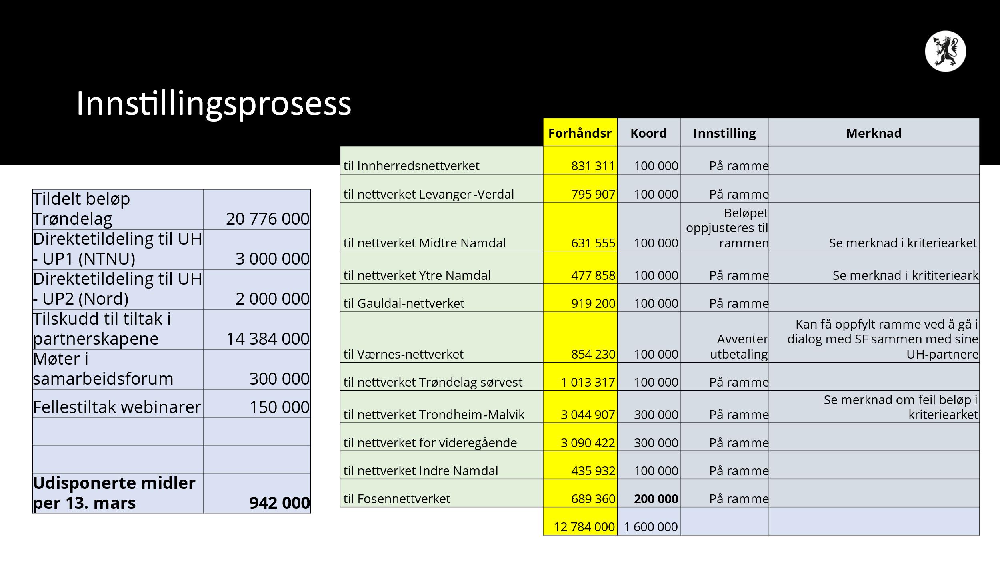 Innstillingsprosess
Tildelt beløp
Trøndelag 20 776 000
Direktetildeling til UH
- UP1 (NTNU) 3 000 000
Direktetildeling til UH
- UP2 (Nord) 2 000 000
Tilskudd til tiltak i
partnerskapene 14 384 000
Møter i
samarbeidsforum 300 000
Fellestiltak webinarer 150 000
Udisponerte midler
per 13. mars 942 000
Forhåndsr Koord Innstilling Merknad
til Innherredsnettverket 831 311 100 000 På ramme
til nettverket Levanger-Verdal 795 907 100 000 På ramme
Beløpet
oppjusteres til
til nettverket Midtre Namdal 631 555 100 000 rammen Se merknad i kriteriearket
til nettverket Ytre Namdal 477 858 100 000 På ramme Se merknad i krititerieark
til Gauldal-nettverket 919 200 100 000 På ramme
Kan få oppfylt ramme ved å gå i
Avventer dialog med SF sammen med sine
til Værnes-nettverket 854 230 100 000 utbetaling UH-partnere
til nettverket Trøndelag sørvest 1 013 317 100 000 På ramme
Se merknad om feil beløp i
til nettverket Trondheim-Malvik 3 044 907 300 000 På ramme kriteriearket
til nettverket for videregående 3 090 422 300 000 På ramme
til nettverket Indre Namdal 435 932 100 000 På ramme
til Fosennettverket 689 360 200 000 På ramme
12 784 000 1 600 000